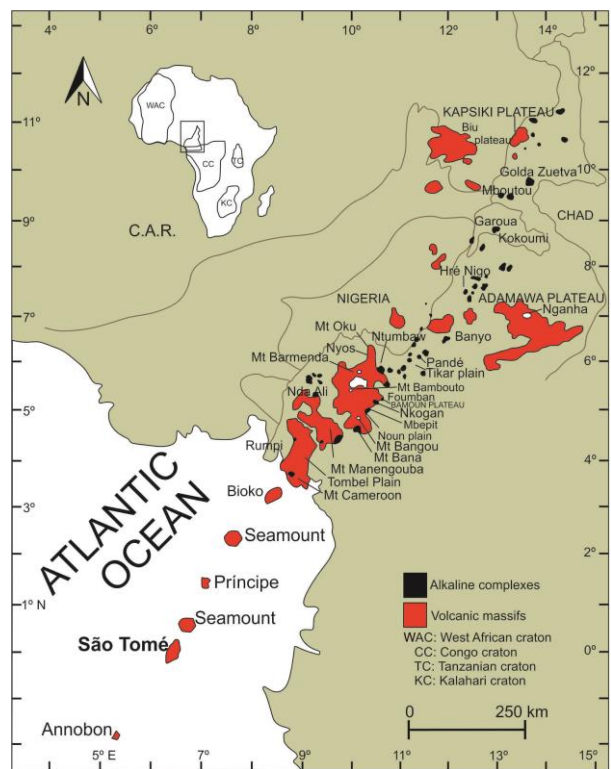 4º
6º
8º
10º
12º
14º
12º
11º
N
WAC
CC
TC
KC
KAPSIKI PLATEAU
Biu
plateau
Golda Zuetva
10º
Mboutou
9º
C.A.R.
CHAD
Garoua
Kokoumi
8º
Hré Nigo
NIGERIA
ADAMAWA PLATEAU
7º
Nganha
Mt Oku
Ntumbaw
Nyos
Banyo
Mt Barmenda
Pandé
6º
Tikar plain
Mt Bambouto
Nda Ali
Foumban
BAMOUN PLATEAU
5º
Nkogan
Mbepit
Rumpi
Noun plain
Mt Bangou
4º
Mt Bana
Mt Manengouba
Tombel Plain
Bioko
Mt Cameroon
3º
ATLANTIC
OCEAN
Seamount
2º
Príncipe
Alkaline complexes
1º N
Seamount
Volcanic massifs
WAC: West African craton
São Tomé
CC: Congo craton
0º
TC: Tanzanian craton
KC: Kalahari craton
0
250 km
Annobon
5º E
7º
9º
11º
13º
15º